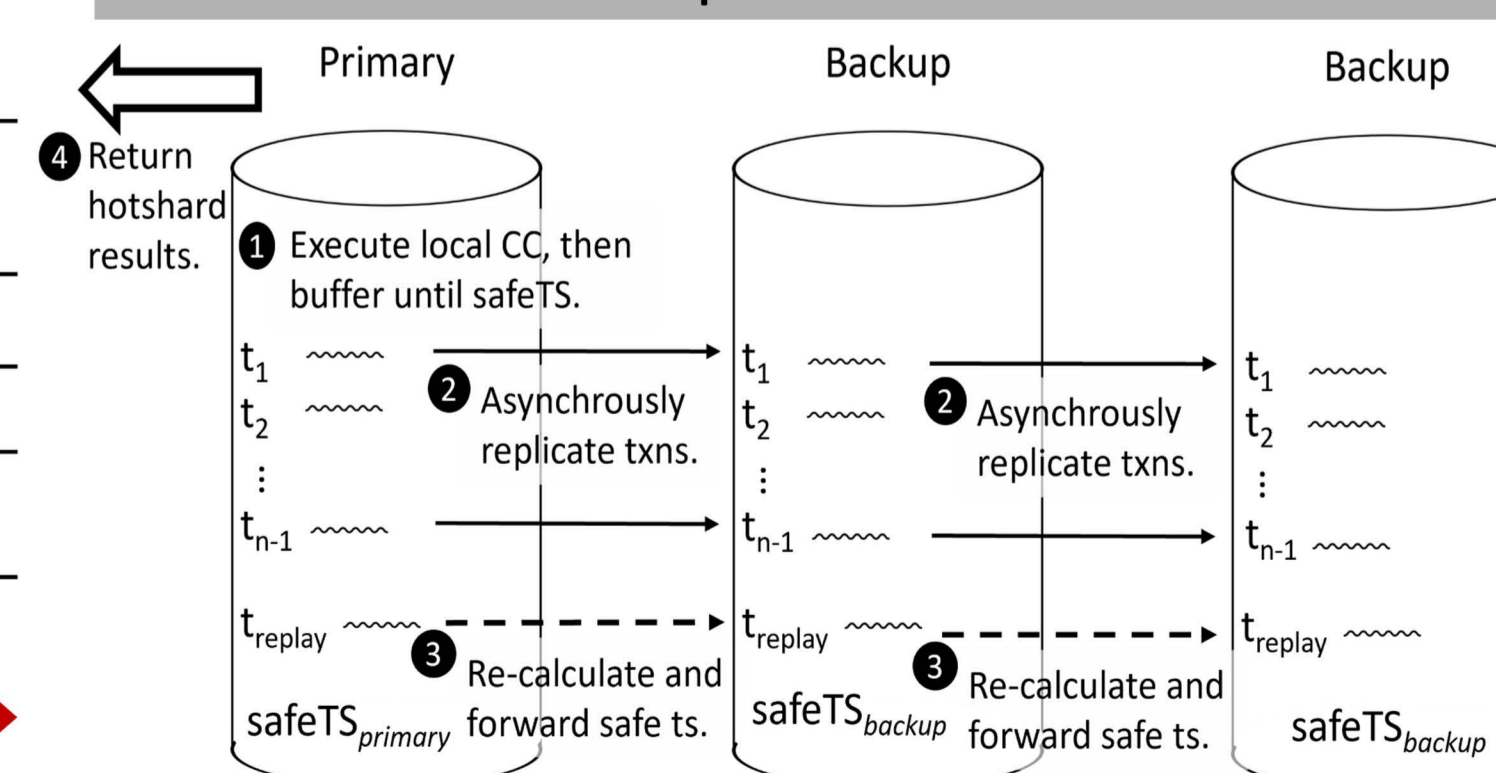 Primary
Backup
Backup
4 Return
hotshard
results.
1 Execute local CC, then
buffer until safeTS.
t1
t2
⋮
tn-1
treplay
safeTSprimary
2 Asynchrously
replicate txns.
3 Re-calculate and
forward safe ts.
t1
t2
⋮
tn-1
treplay
safeTSbackup
2 Asynchrously
replicate txns.
3 Re-calculate and
forward safe ts.
t1
t2
⋮
tn-1
treplay
safeTSbackup